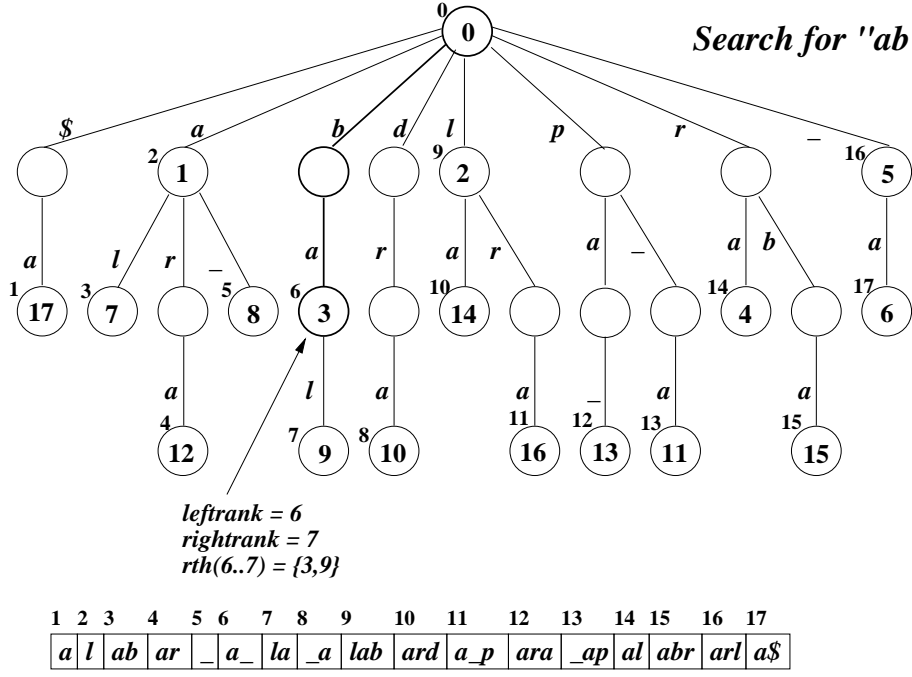 0
0
Search for "ab
$ a b d l p r _
2 9 16
1 2 5
a l r _ a r a r a _ a b a
1 3 5 6 10 14 17
17 7 8 3 14 4 6
a l a a _ a a
4 7 8 11 12 13 15
12 9 10 16 13 11 15
leftrank = 6
rightrank = 7
rth(6..7) = {3,9}
1 2 3 4 5 6 7 8 9 10 11 12 13 14 15 16 17
a l ab ar _ a_ la _a lab ard a_p ara _ap al abr arl a$